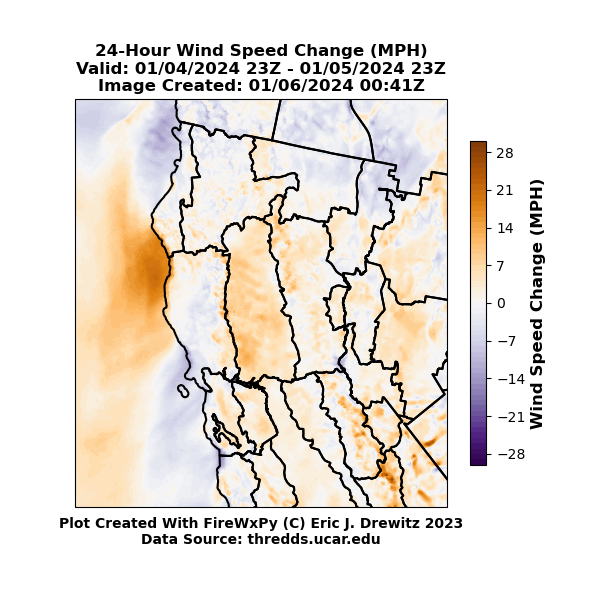 24-Hour Wind Speed Change (MPH)
Valid: 01/04/2024 23Z - 01/05/2024 23Z
Image Created: 01/06/2024 00:41Z
28
21
14
7
0
−7
−14
−21
−28
Wind Speed Change (MPH)
Plot Created With FireWxPy (C) Eric J. Drewitz 2023
Data Source: thredds.ucar.edu